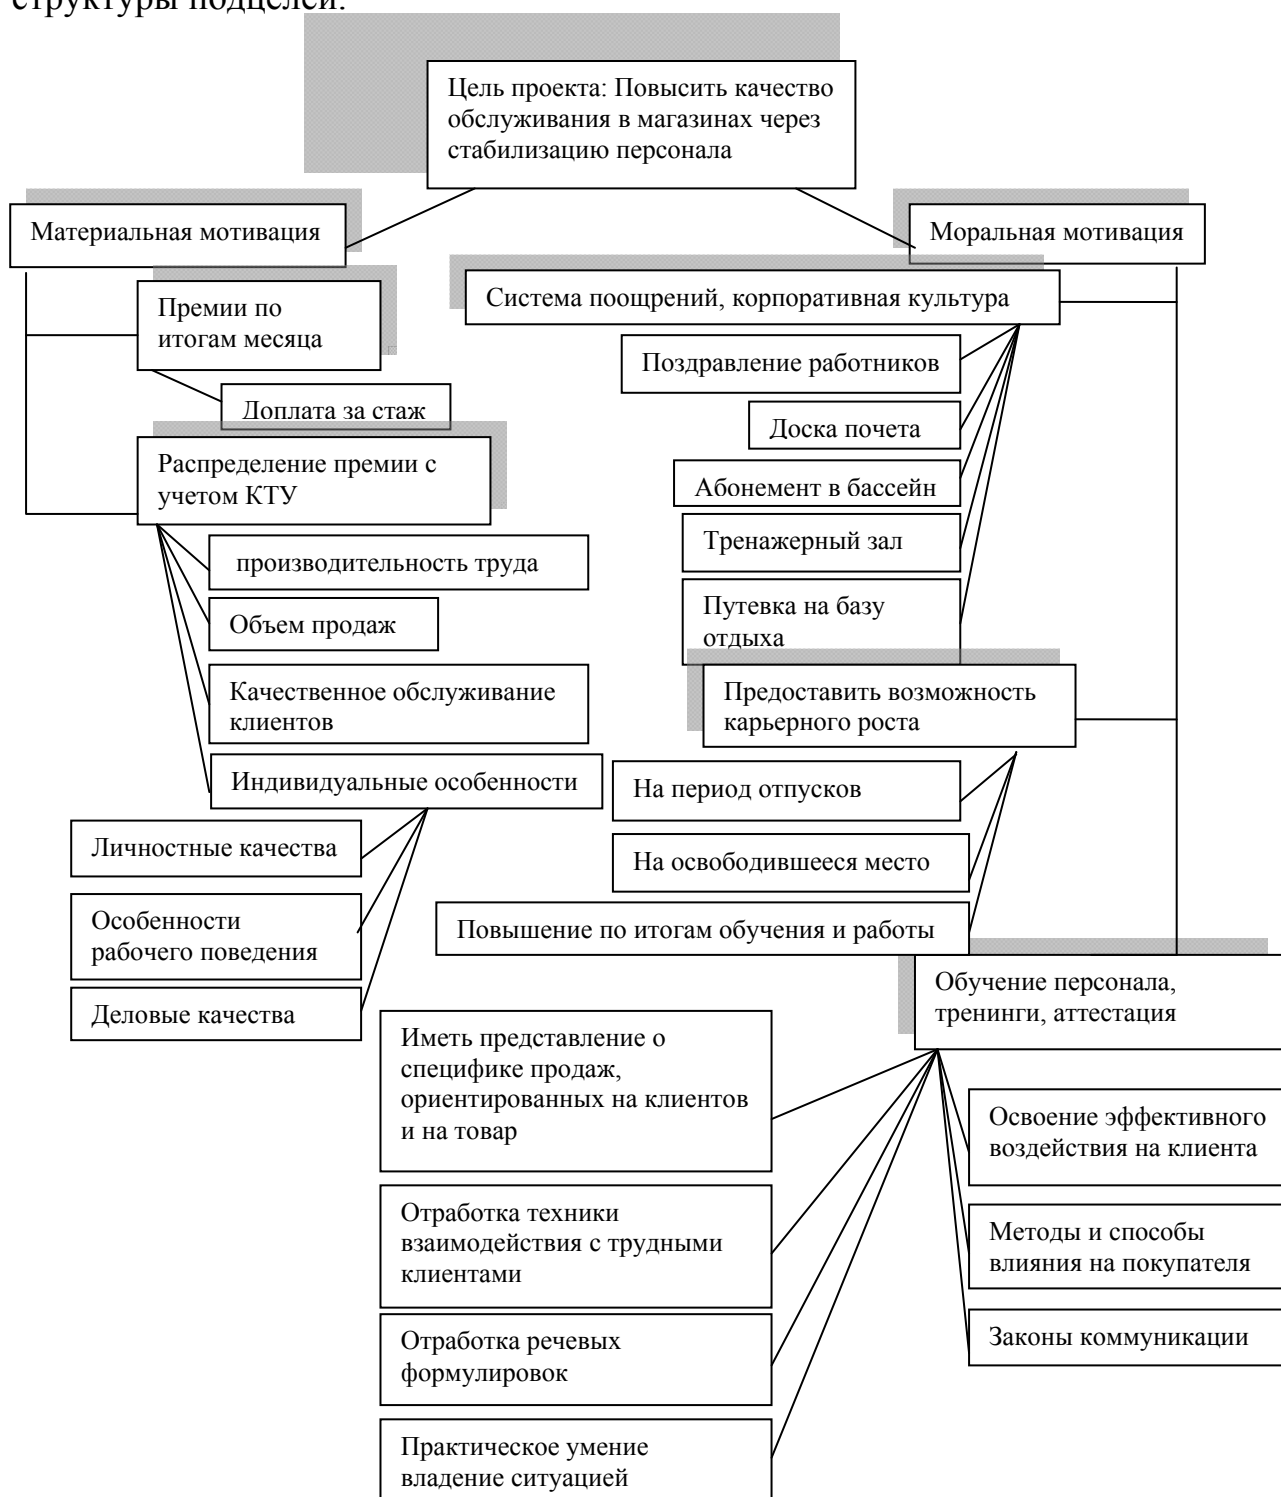 структуры подцелей.
Цель проекта: Повысить качество
обслуживания в магазинах через
стабилизацию персонала
Материальная мотивация
Моральная мотивация
Премии по
итогам месяца
Доплата за стаж
Распределение премии с
учетом КТУ
производительность труда
Объем продаж
Качественное обслуживание
клиентов
Индивидуальные особенности
Личностные качества
Особенности
рабочего поведения
Деловые качества
Система поощрений, корпоративная культура
Поздравление работников
Доска почета
Абонемент в бассейн
Тренажерный зал
Путевка на базу
отдыха
Предоставить возможность
карьерного роста
На период отпусков
На освободившееся место
Повышение по итогам обучения и работы
Обучение персонала,
тренинги, аттестация
Иметь представление о
специфике продаж,
ориентированных на клиентов
и на товар
Отработка техники
взаимодействия с трудными
клиентами
Отработка речевых
формулировок
Практическое умение
владение ситуацией
Освоение эффективного
воздействия на клиента
Методы и способы
влияния на покупателя
Законы коммуникации